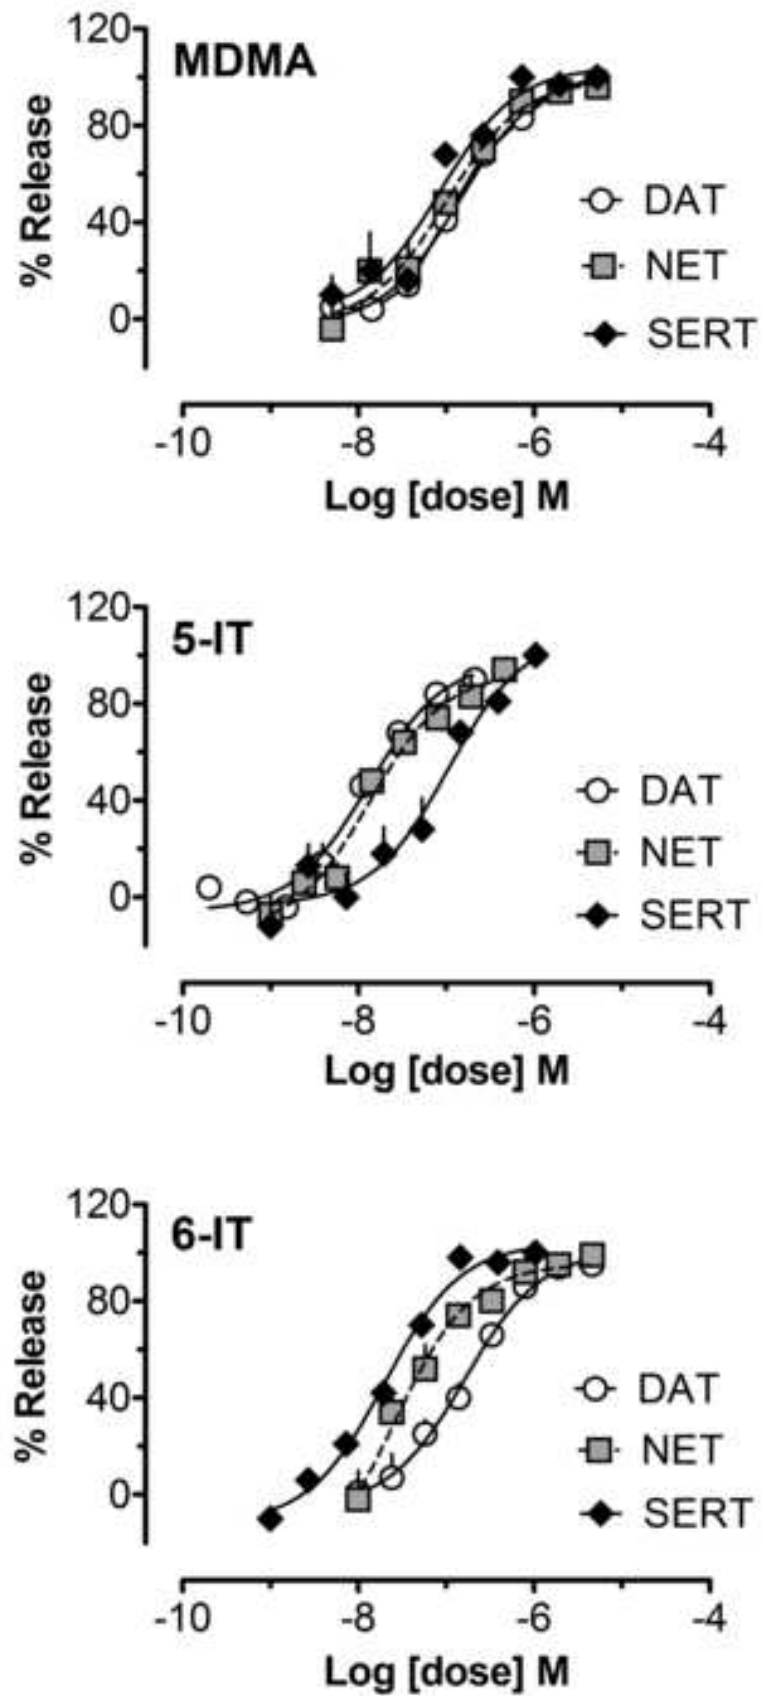 MDMA
% Release
120
80
40
0
DAT
NET
SERT
-10 -8 -6 -4
Log [dose] M
5-IT
% Release
120
80
40
0
DAT
NET
SERT
-10 -8 -6 -4
Log [dose] M
6-IT
% Release
120
80
40
0
DAT
NET
SERT
-10 -8 -6 -4
Log [dose] M